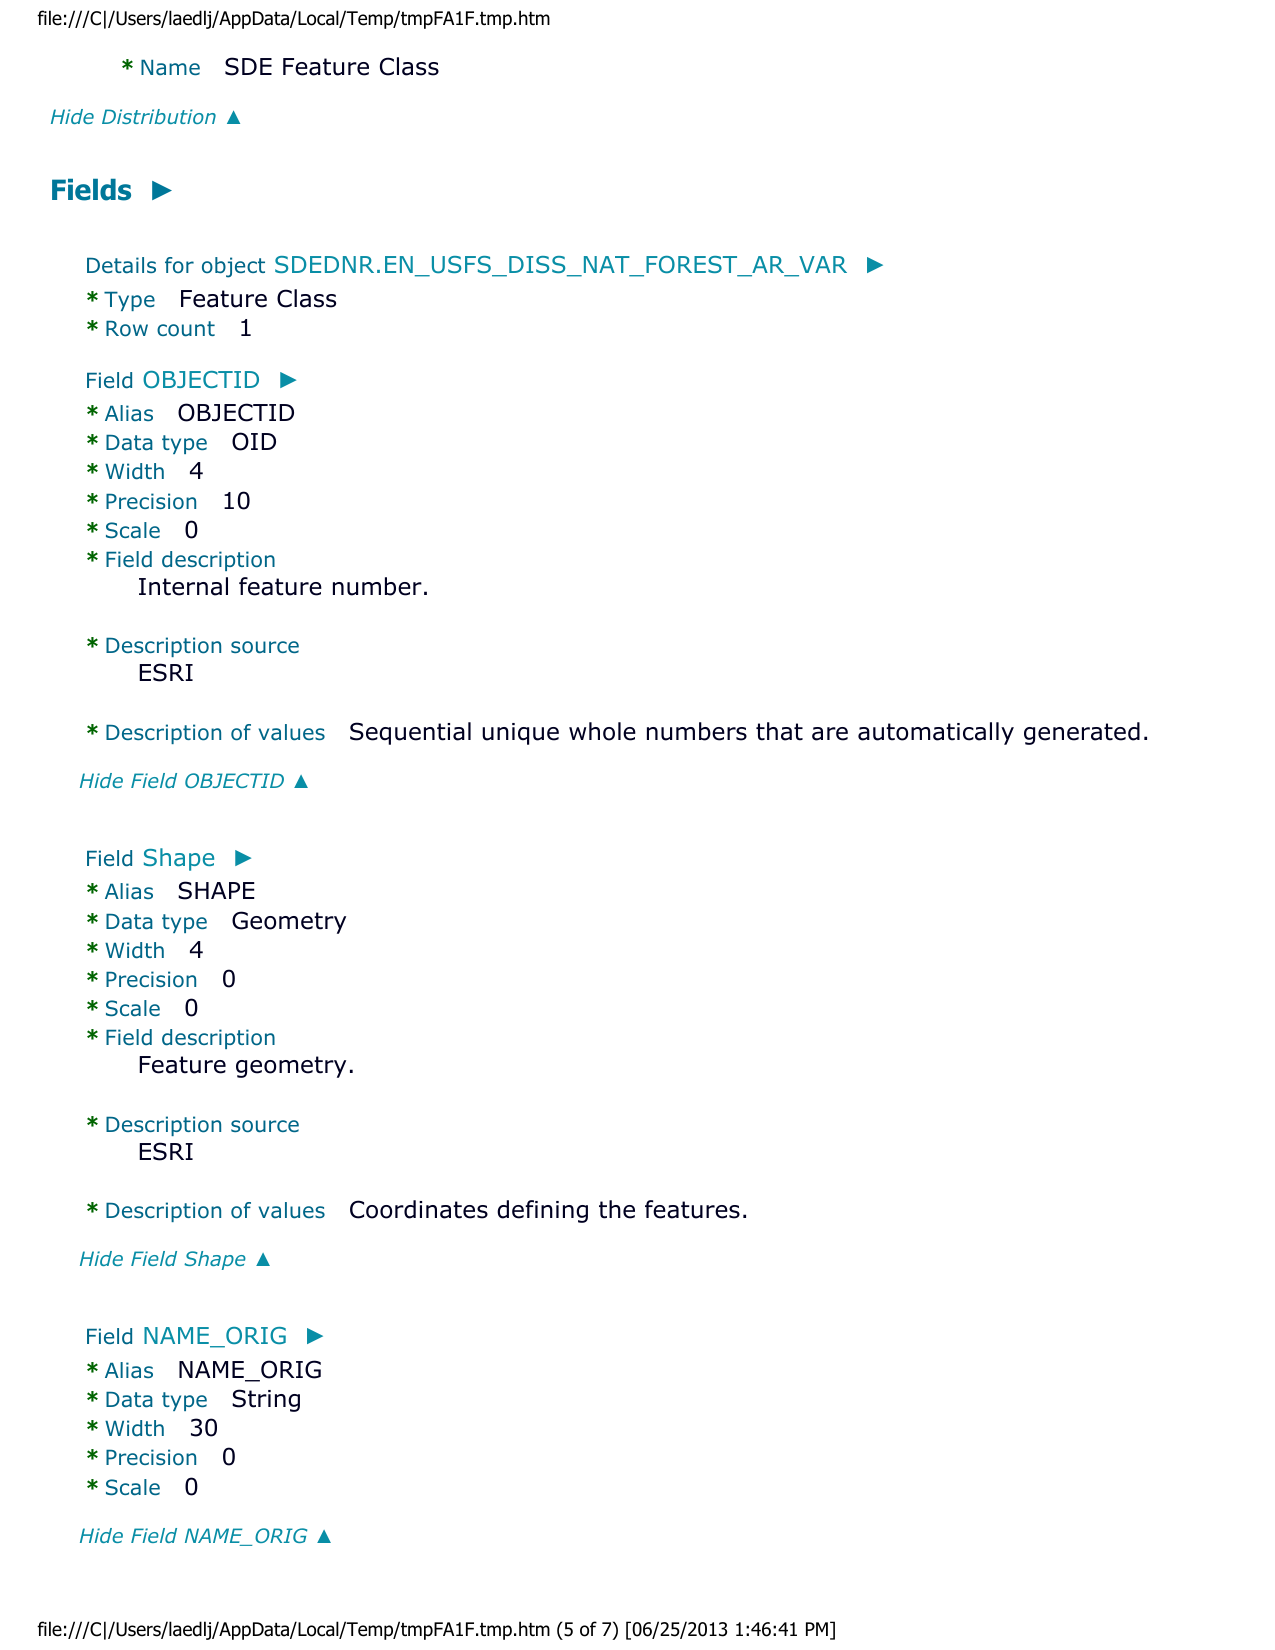 file:///C|/Users/laedlj/AppData/Local/Temp/tmpFA1F.tmp.htm
* Name SDE Feature Class
Hide Distribution ▲
Fields ►
Details for object SDEDNR.EN_USFS_DISS_NAT_FOREST_AR_VAR ►
* Type Feature Class
* Row count 1
Field OBJECTID ►
* Alias OBJECTID
* Data type OID
* Width 4
* Precision 10
* Scale 0
* Field description
Internal feature number.
* Description source
ESRI
* Description of values Sequential unique whole numbers that are automatically generated.
Hide Field OBJECTID ▲
Field Shape ►
* Alias SHAPE
* Data type Geometry
* Width 4
* Precision 0
* Scale 0
* Field description
Feature geometry.
* Description source
ESRI
* Description of values Coordinates defining the features.
Hide Field Shape ▲
Field NAME_ORIG ►
* Alias NAME_ORIG
* Data type String
* Width 30
* Precision 0
* Scale 0
Hide Field NAME_ORIG ▲
file:///C|/Users/laedlj/AppData/Local/Temp/tmpFA1F.tmp.htm (5 of 7) [06/25/2013 1:46:41 PM]